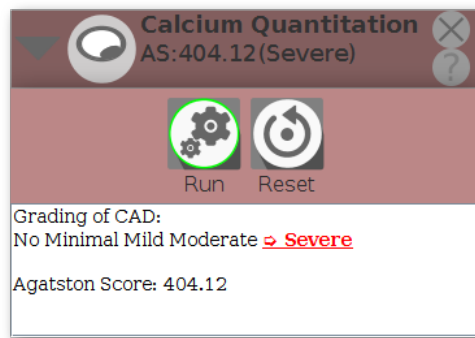 Calcium Quantitation
AS:404.12(Severe)
?
Run Reset
Grading of CAD:
No Minimal Mild Moderate ➭ Severe
Agatston Score: 404.12